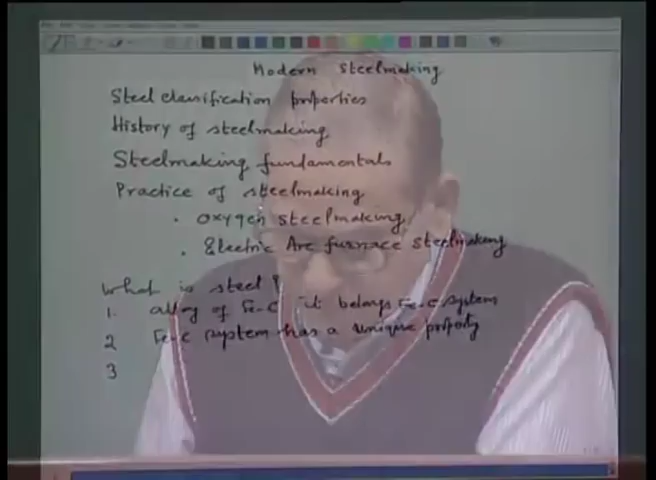 Modern Steelmaking
Steel classification properties
History of steelmaking
Steelmaking fundamentals
Practice of steelmaking
. oxygen steelmaking
. Electric Arc furnace steelmaking
What is steel ?
1. alloy of Fe-C it belongs Fe-C system
2 Fe-C system has a unique property
3